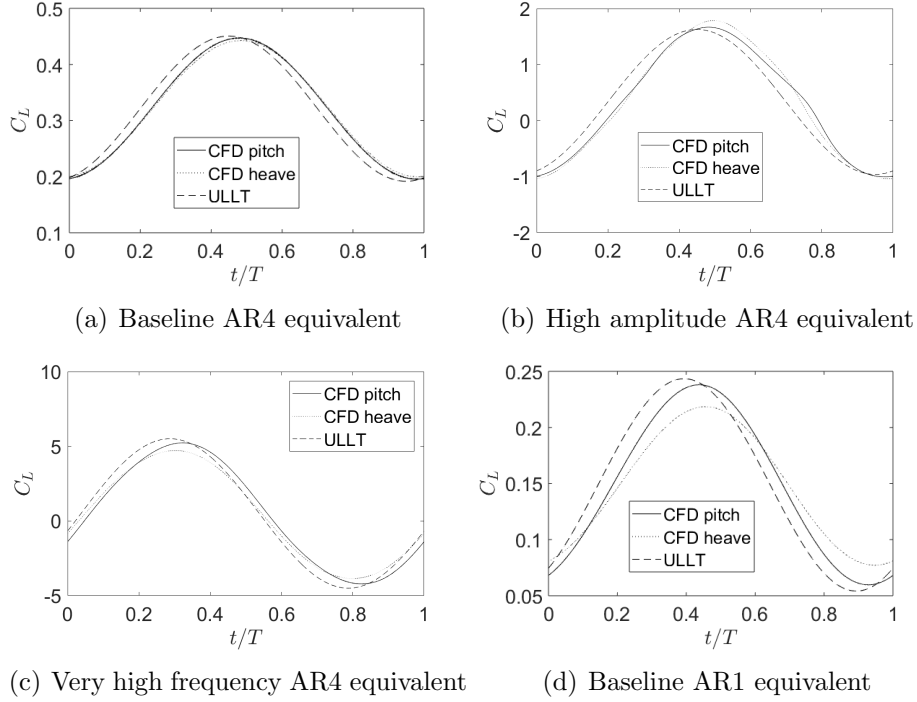 0.5
0.4
0.3
0.2
0.1
C_L
CFD pitch
CFD heave
ULLT
0 0.2 0.4 0.6 0.8 1
t/T
(a) Baseline AR4 equivalent
2
1
0
-1
-2
C_L
CFD pitch
CFD heave
ULLT
0 0.2 0.4 0.6 0.8 1
t/T
(b) High amplitude AR4 equivalent
10
5
0
-5
C_L
CFD pitch
CFD heave
ULLT
0 0.2 0.4 0.6 0.8 1
t/T
(c) Very high frequency AR4 equivalent
0.25
0.2
0.15
0.1
0.05
C_L
CFD pitch
CFD heave
ULLT
0 0.2 0.4 0.6 0.8 1
t/T
(d) Baseline AR1 equivalent